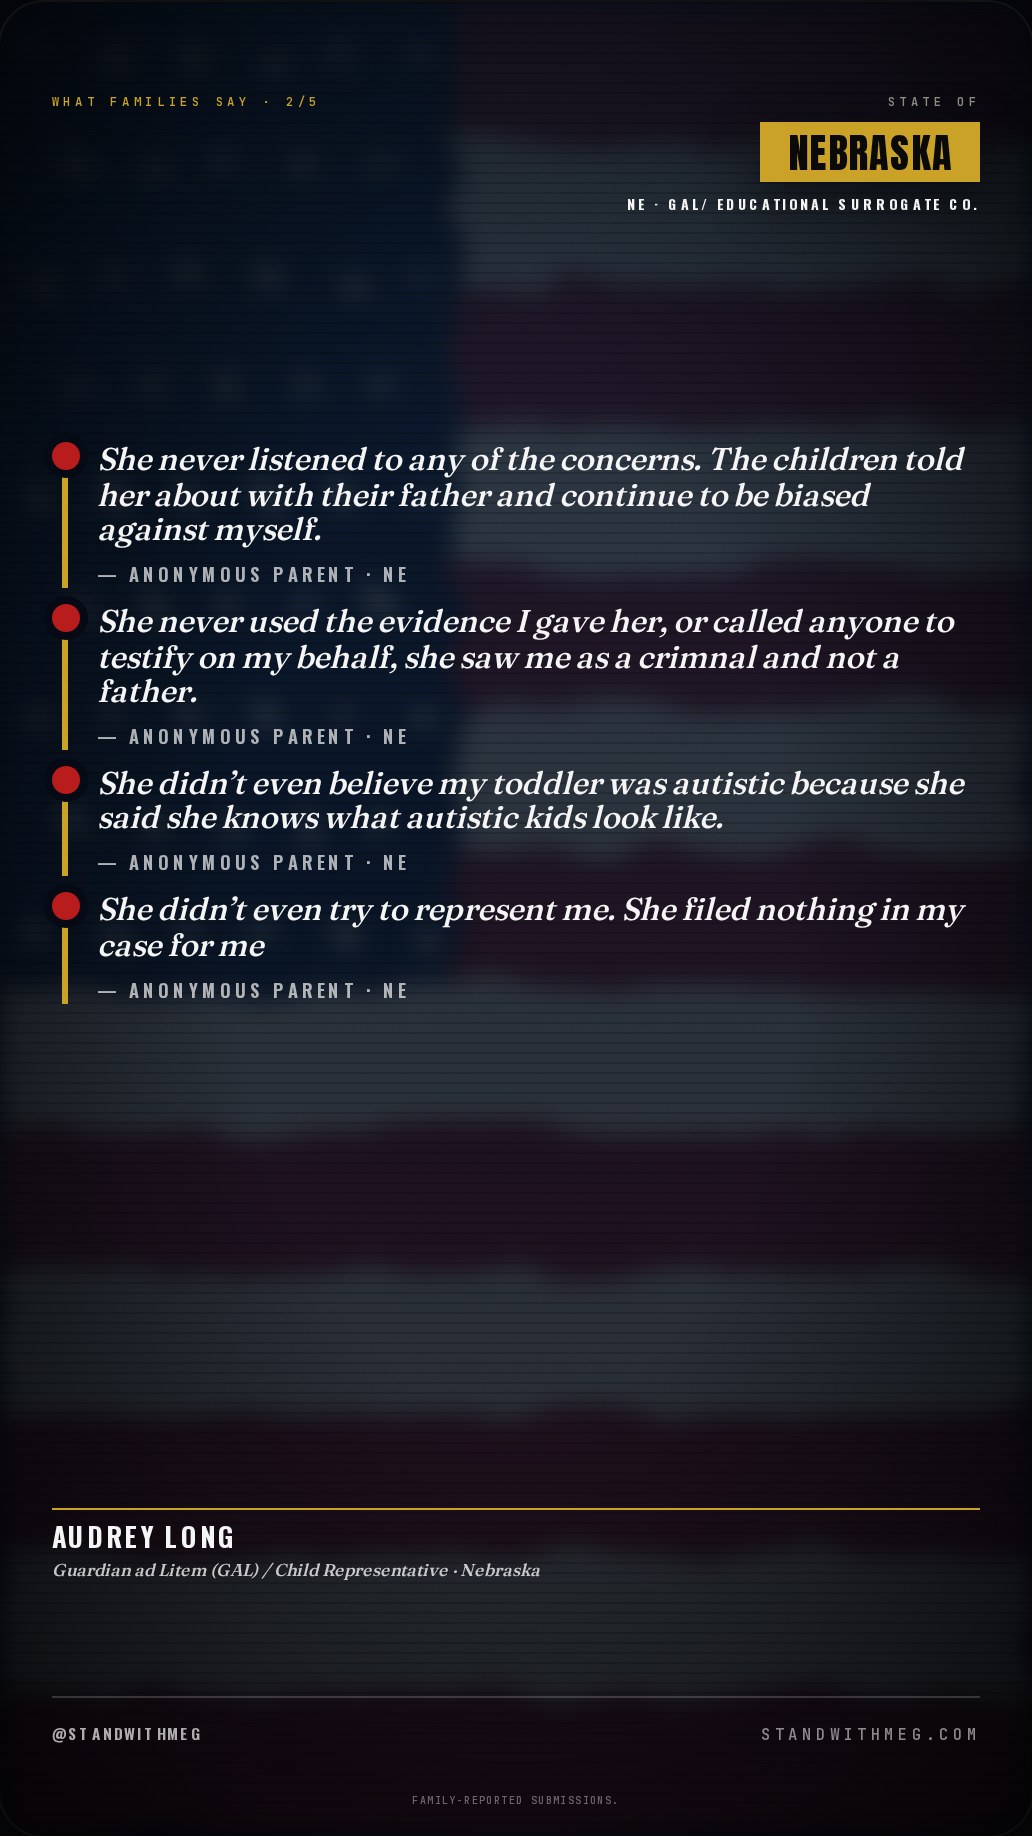 WHAT FAMILIES SAY · 2/5
STATE OF
NEBRASKA
NE · GAL/ EDUCATIONAL SURROGATE CO.
She never listened to any of the concerns. The children told
her about with their father and continue to be biased
against myself.
— ANONYMOUS PARENT · NE
She never used the evidence I gave her, or called anyone to
testify on my behalf, she saw me as a crimnal and not a
father.
— ANONYMOUS PARENT · NE
She didn’t even believe my toddler was autistic because she
said she knows what autistic kids look like.
— ANONYMOUS PARENT · NE
She didn’t even try to represent me. She filed nothing in my
case for me
— ANONYMOUS PARENT · NE
AUDREY LONG
Guardian ad Litem (GAL) / Child Representative · Nebraska
@STANDWITHMEG
STANDWITHMEG.COM
FAMILY-REPORTED SUBMISSIONS.